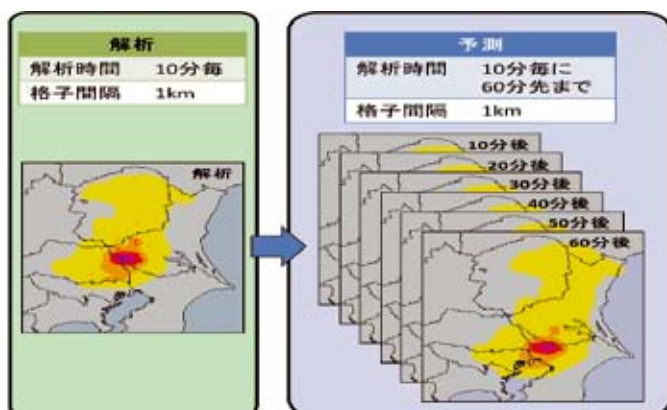 解析
解析時間 10分毎
格子間隔 1km
解析
予測
解析時間 10分毎に
60分先まで
格子間隔 1km
10分後
20分後
30分後
40分後
50分後
60分後